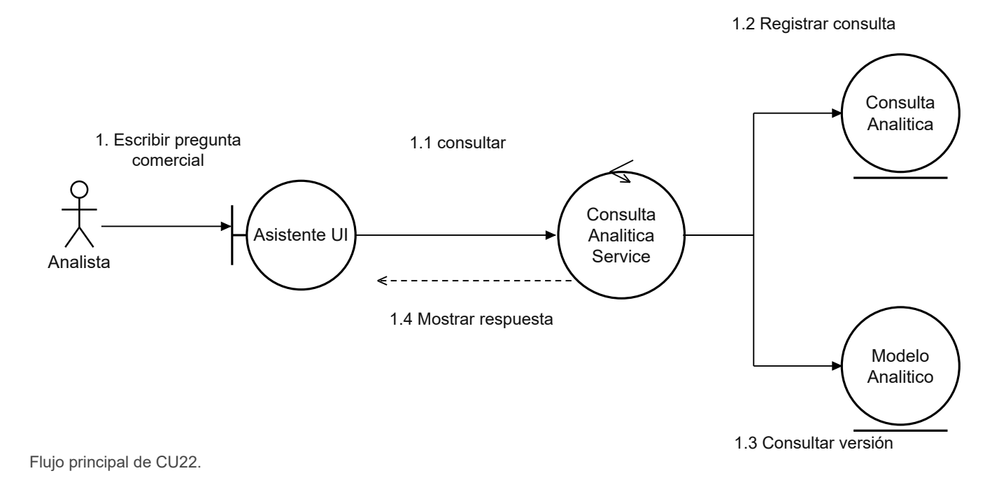 1.2 Registrar consulta
Consulta
Analitica
1. Escribir pregunta
comercial
1.1 consultar
Analista
Asistente UI
Consulta
Analitica
Service
1.4 Mostrar respuesta
Modelo
Analitico
1.3 Consultar versión
Flujo principal de CU22.